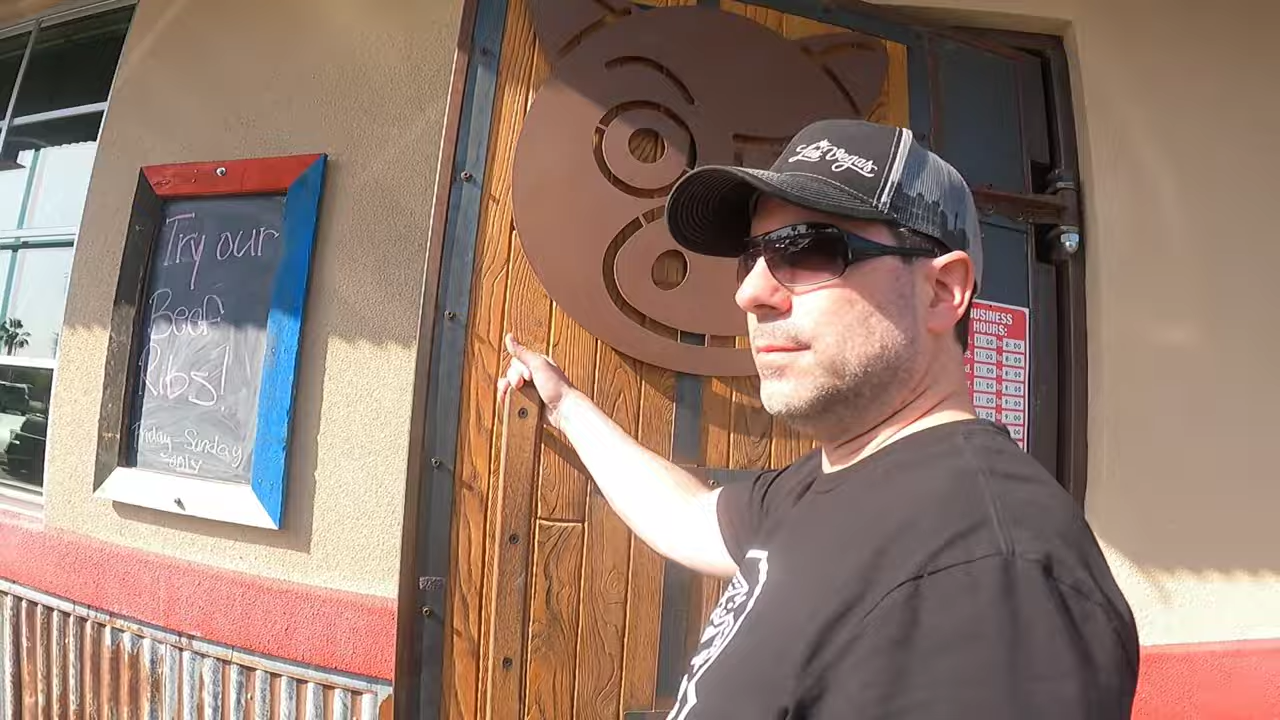 Try our
Beef
Ribs!
Friday - Sunday
only
Las Vegas
BUSINESS
HOURS: